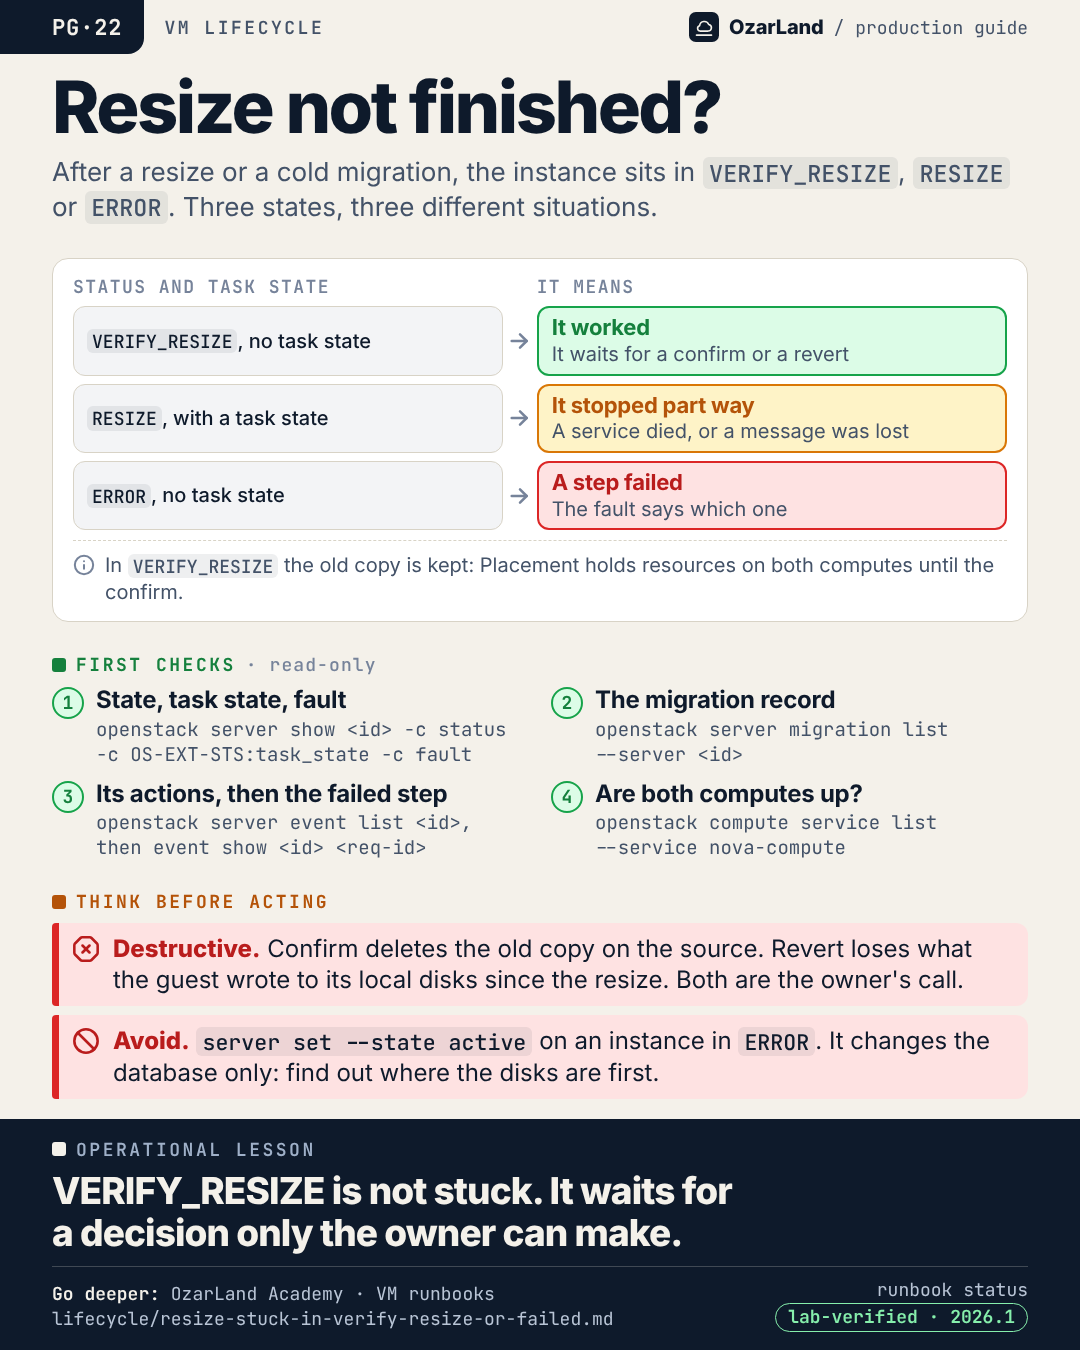 PG·22 VM LIFECYCLE OzarLand / production guide
Resize not finished?
After a resize or a cold migration, the instance sits in VERIFY_RESIZE, RESIZE
or ERROR. Three states, three different situations.
STATUS AND TASK STATE IT MEANS
VERIFY_RESIZE, no task state → It worked
It waits for a confirm or a revert
RESIZE, with a task state → It stopped part way
A service died, or a message was lost
ERROR, no task state → A step failed
The fault says which one
In VERIFY_RESIZE the old copy is kept: Placement holds resources on both computes until the
confirm.
FIRST CHECKS · read-only
1 State, task state, fault
openstack server show <id> -c status
-c OS-EXT-STS:task_state -c fault
2 The migration record
openstack server migration list
--server <id>
3 Its actions, then the failed step
openstack server event list <id>,
then event show <id> <req-id>
4 Are both computes up?
openstack compute service list
--service nova-compute
THINK BEFORE ACTING
Destructive. Confirm deletes the old copy on the source. Revert loses what
the guest wrote to its local disks since the resize. Both are the owner's call.
Avoid. server set --state active on an instance in ERROR. It changes the
database only: find out where the disks are first.
OPERATIONAL LESSON
VERIFY_RESIZE is not stuck. It waits for
a decision only the owner can make.
Go deeper: OzarLand Academy · VM runbooks
lifecycle/resize-stuck-in-verify-resize-or-failed.md
runbook status
lab-verified · 2026.1